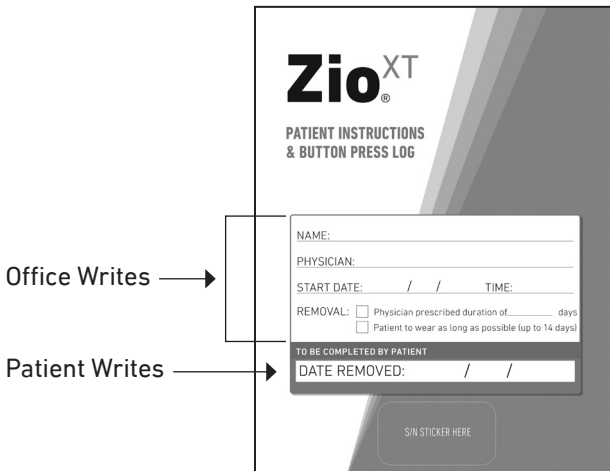 Zio XT
®
PATIENT INSTRUCTIONS
& BUTTON PRESS LOG
NAME:
PHYSICIAN:
START DATE: / / TIME:
REMOVAL: Physician prescribed duration of______ days
Patient to wear as long as possible (up to 14 days)
Office Writes
TO BE COMPLETED BY PATIENT
Patient Writes
DATE REMOVED: / /
S/N STICKER HERE